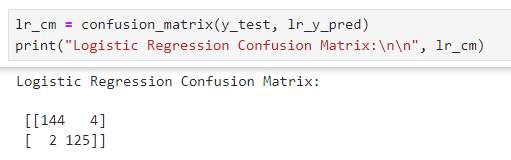 lr_cm = confusion_matrix(y_test, lr_y_pred)
print("Logistic Regression Confusion Matrix:\n\n", lr_cm)
Logistic Regression Confusion Matrix:
[[144   4]
[  2 125]]